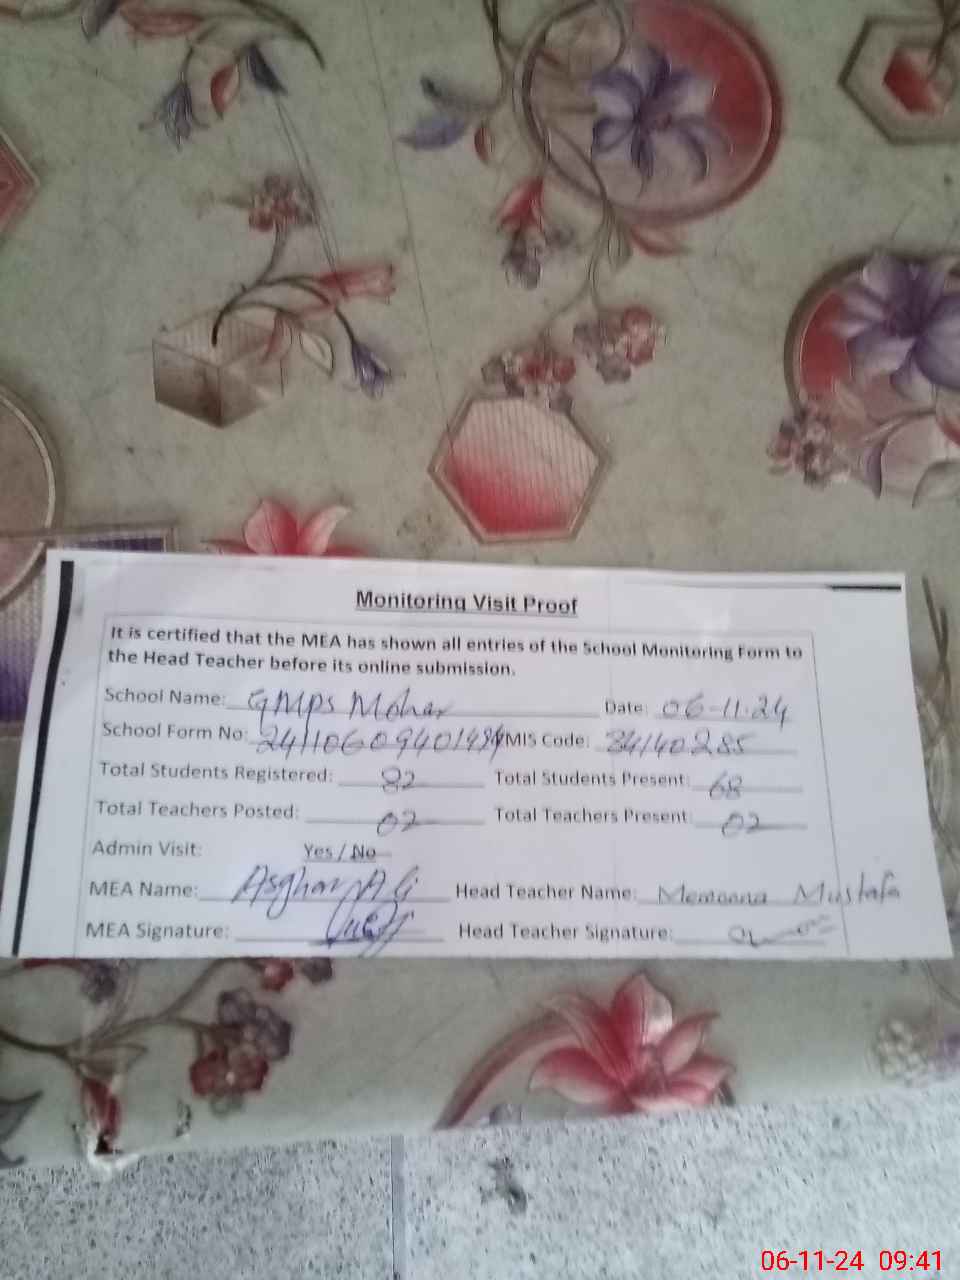 Monitoring Visit Proof
It is certified that the MEA has shown all entries of the School Monitoring Form to
the Head Teacher before its online submission.
School Name: GMPS Mohar Date: 06-11-24
School Form No: MIS Code: 34140285
Total Students Registered: 82 Total Students Present: 68
Total Teachers Posted: 02 Total Teachers Present: 02
Admin Visit: Yes / No
MEA Name: Asghar Ali Head Teacher Name: Memoona Mustafa
MEA Signature: Head Teacher Signature:
06-11-24 09:41